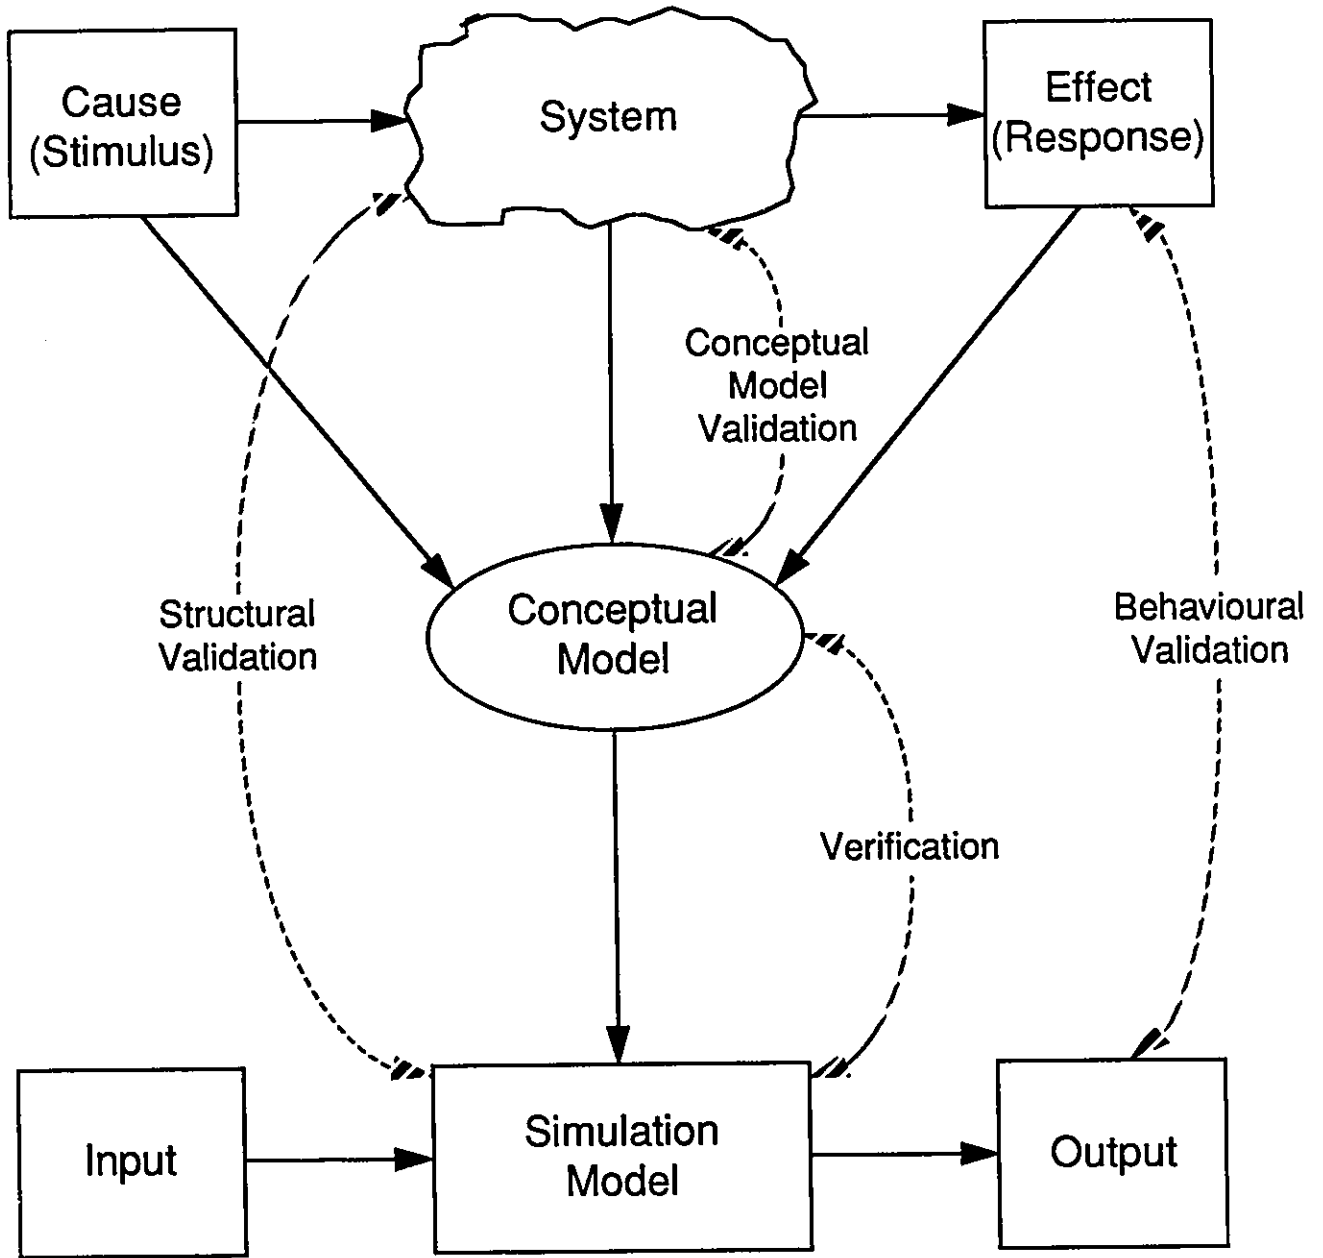 Cause
(Stimulus)
System
Effect
(Response)
Conceptual
Model
Validation
Structural
Validation
Conceptual
Model
Behavioural
Validation
Verification
Input
Simulation
Model
Output